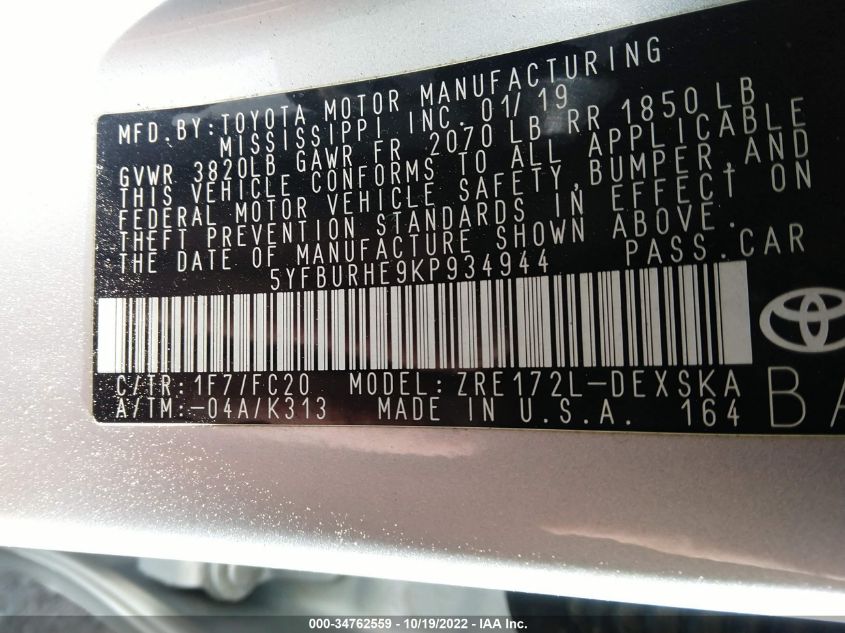 MFD. BY: TOYOTA MOTOR MANUFACTURING
MISSISSIPPI INC. 01/19
GVWR 3820LB GAWR FR 2070 LB RR 1850 LB
THIS VEHICLE CONFORMS TO ALL APPLICABLE
FEDERAL MOTOR VEHICLE SAFETY, BUMPER, AND
THEFT PREVENTION STANDARDS IN EFFECT ON
THE DATE OF MANUFACTURE SHOWN ABOVE.
5YFBURHE9KP934944 PASS. CAR
C/TR: 1F7/FC20 MODEL: ZRE172L-DEXSKA
A/TM: -04A/K313 MADE IN U.S.A. 164
BA
000-34762559 - 10/19/2022 - IAA Inc.